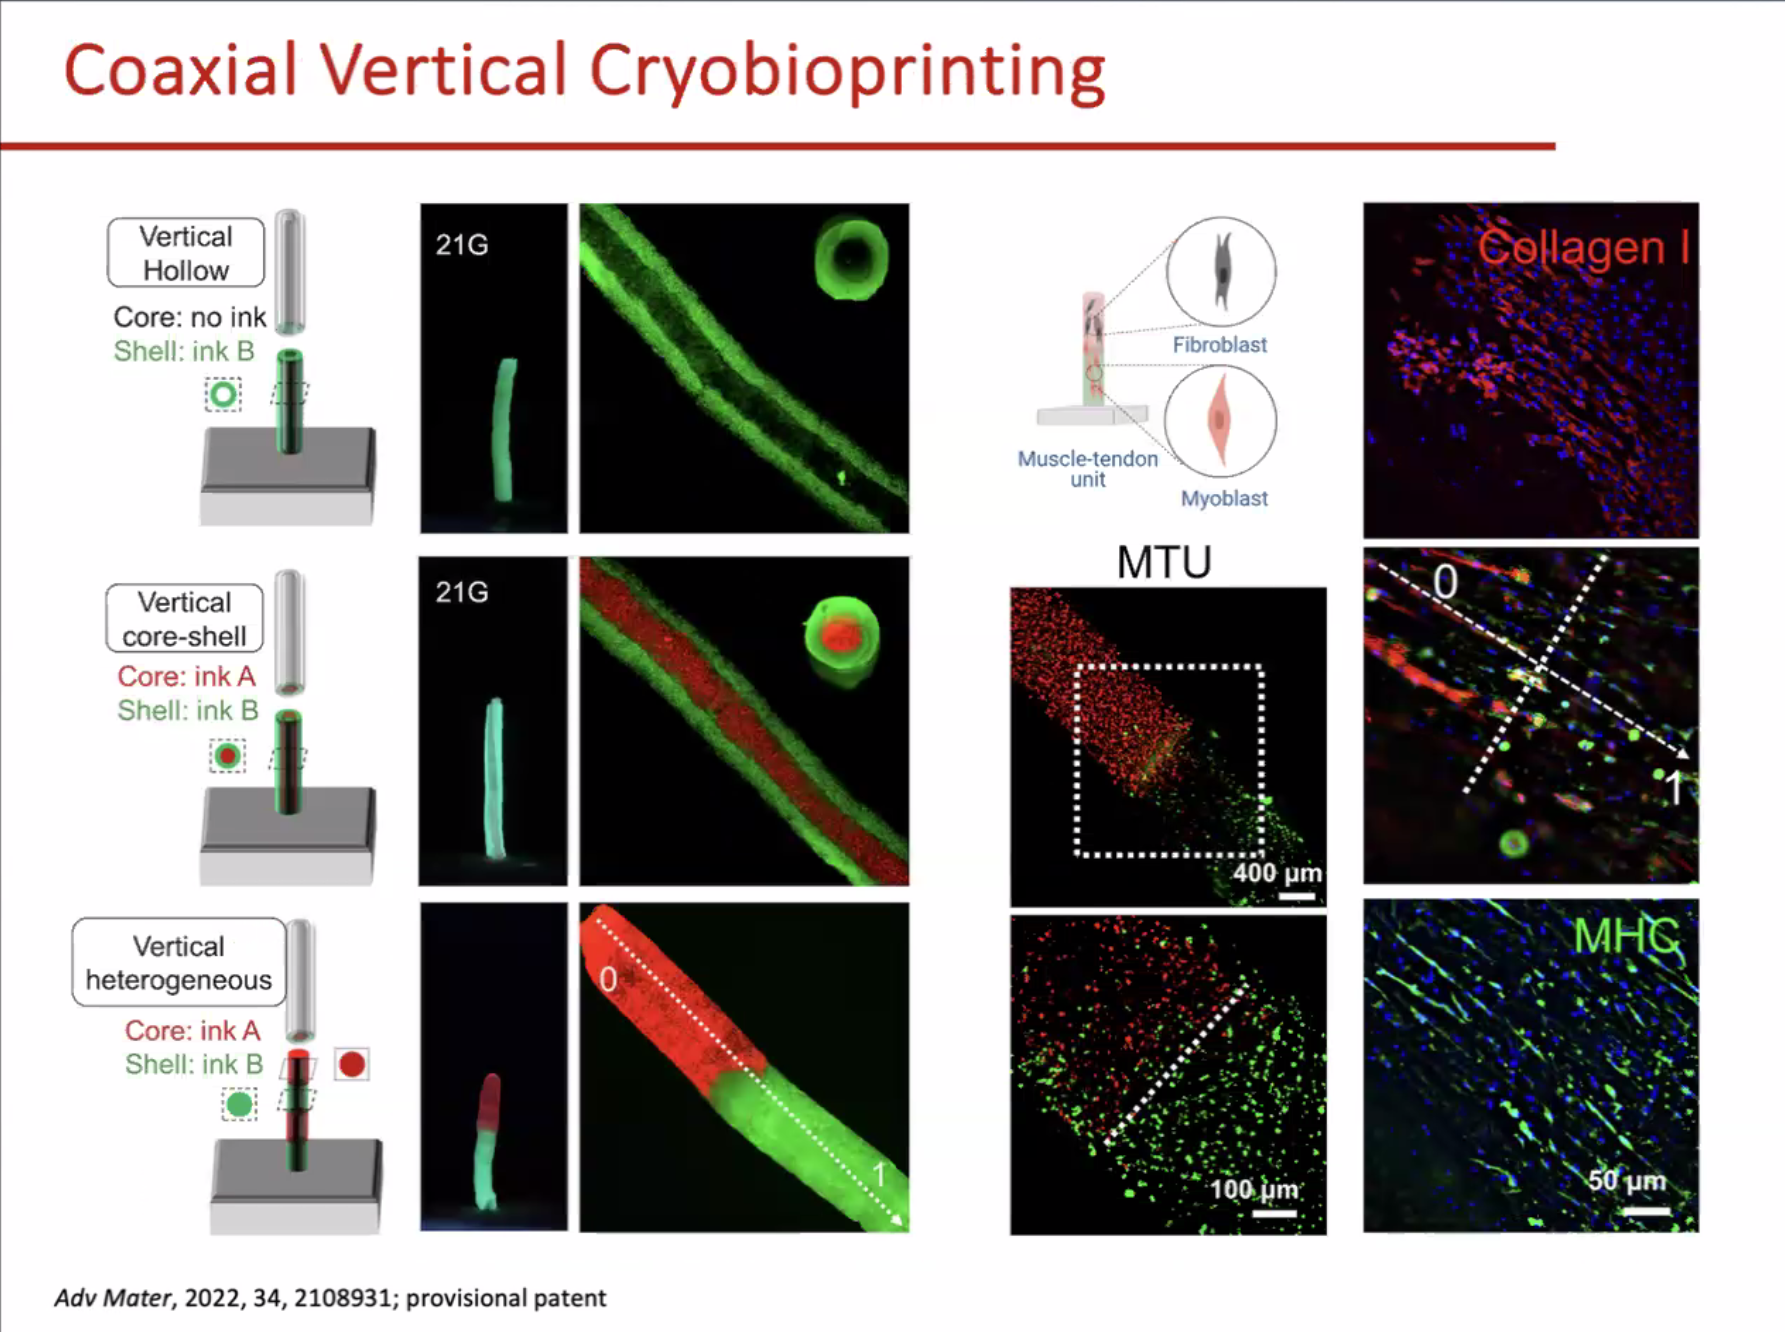 Coaxial Vertical Cryobioprinting
Vertical
Hollow
Core: no ink
Shell: ink B
21G
Vertical
core-shell
Core: ink A
Shell: ink B
21G
Vertical
heterogeneous
Core: ink A
Shell: ink B
0
1
Fibroblast
Muscle-tendon
unit
Myoblast
MTU
400 µm
100 µm
Collagen I
0
1
MHC
50 µm
Adv Mater, 2022, 34, 2108931; provisional patent